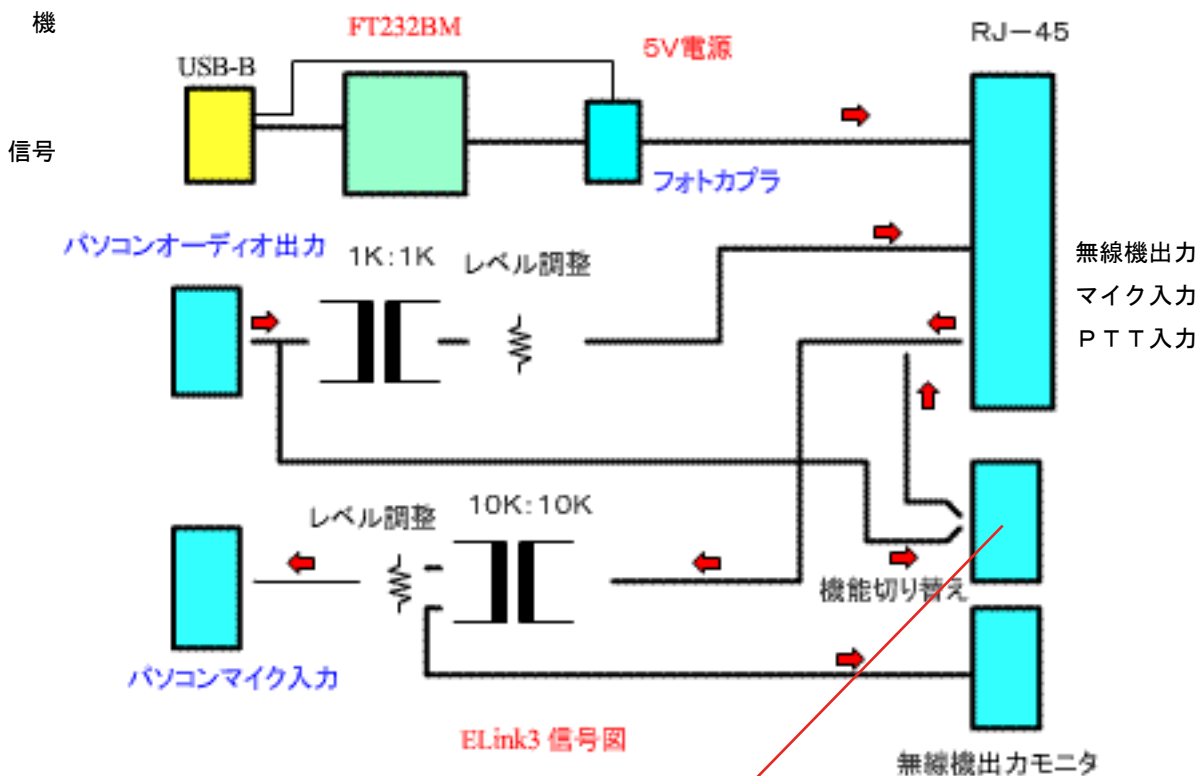 機
FT232BM
RJ－45
USB-B
5V電源
信号
フォトカプラ
パソコンオーディオ出力
1K：1K
レベル調整
無線機出力
マイク入力
ＰＴＴ入力
レベル調整
10K：10K
機能切り替え
パソコンマイク入力
ELink3 信号図
無線機出力モニタ